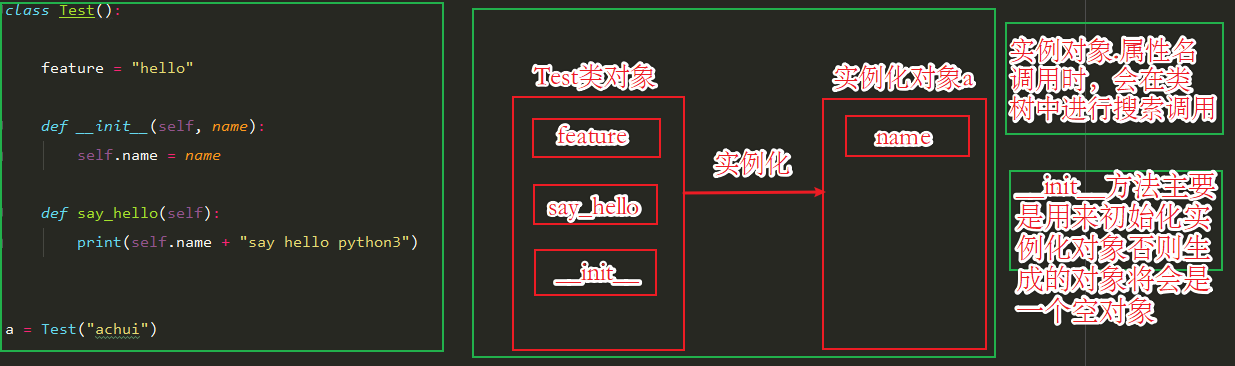 class Test():
feature = "hello"
def __init__(self, name):
self.name = name
def say_hello(self):
print(self.name + "say hello python3")
a = Test("achui")
Test类对象
feature
say_hello
__init__
实例化
实例化对象a
name
实例对象.属性名
调用时，会在类
树中进行搜索调用
__init__方法主要
是用来初始化实
例化对象否则生
成的对象将会是
一个空对象